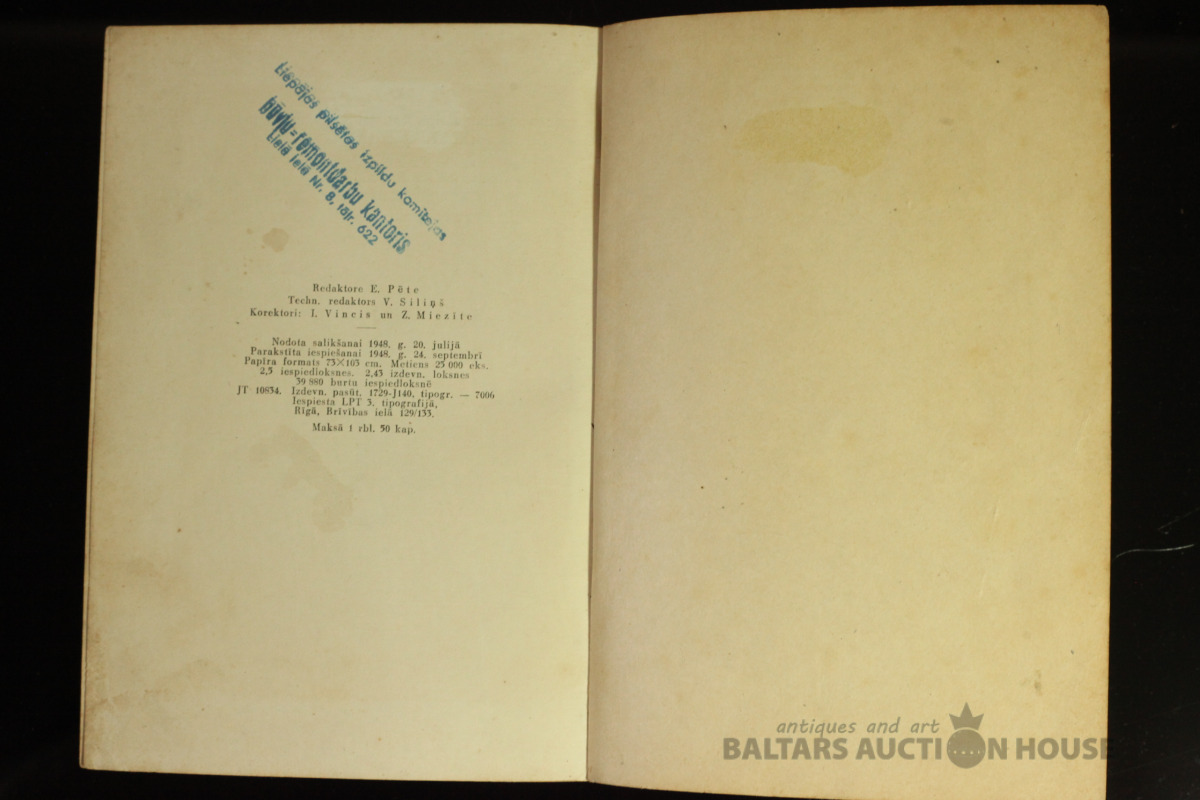 Liepājas pilsētas izpildu komitejas
būvju=remontdarbu kantoris
Lielā ielā Nr. 8, tālr. 622
Redaktore E. Pēte
Techn. redaktors V. Siliņš
Korektori: I. Vincis un Z. Miezīte
Nodota salikšanai 1948. g. 20. julijā
Parakstīta iespiešanai 1948. g. 24. septembrī
Papīra formats 73×103 cm. Metiens 25 000 eks.
2,5 iespiedloksnes. 2,43 izdevn. loksnes
39 880 burtu iespiedloksnē
JT 10834. Izdevn. pasūt. 1729-J140, tipogr. — 7006
Iespiesta LPT 3. tipografijā,
Rīgā, Brīvības ielā 129/133.
Maksā 1 rbl. 50 kap.
antiques and art
BALTARS AUCTION HOUSE